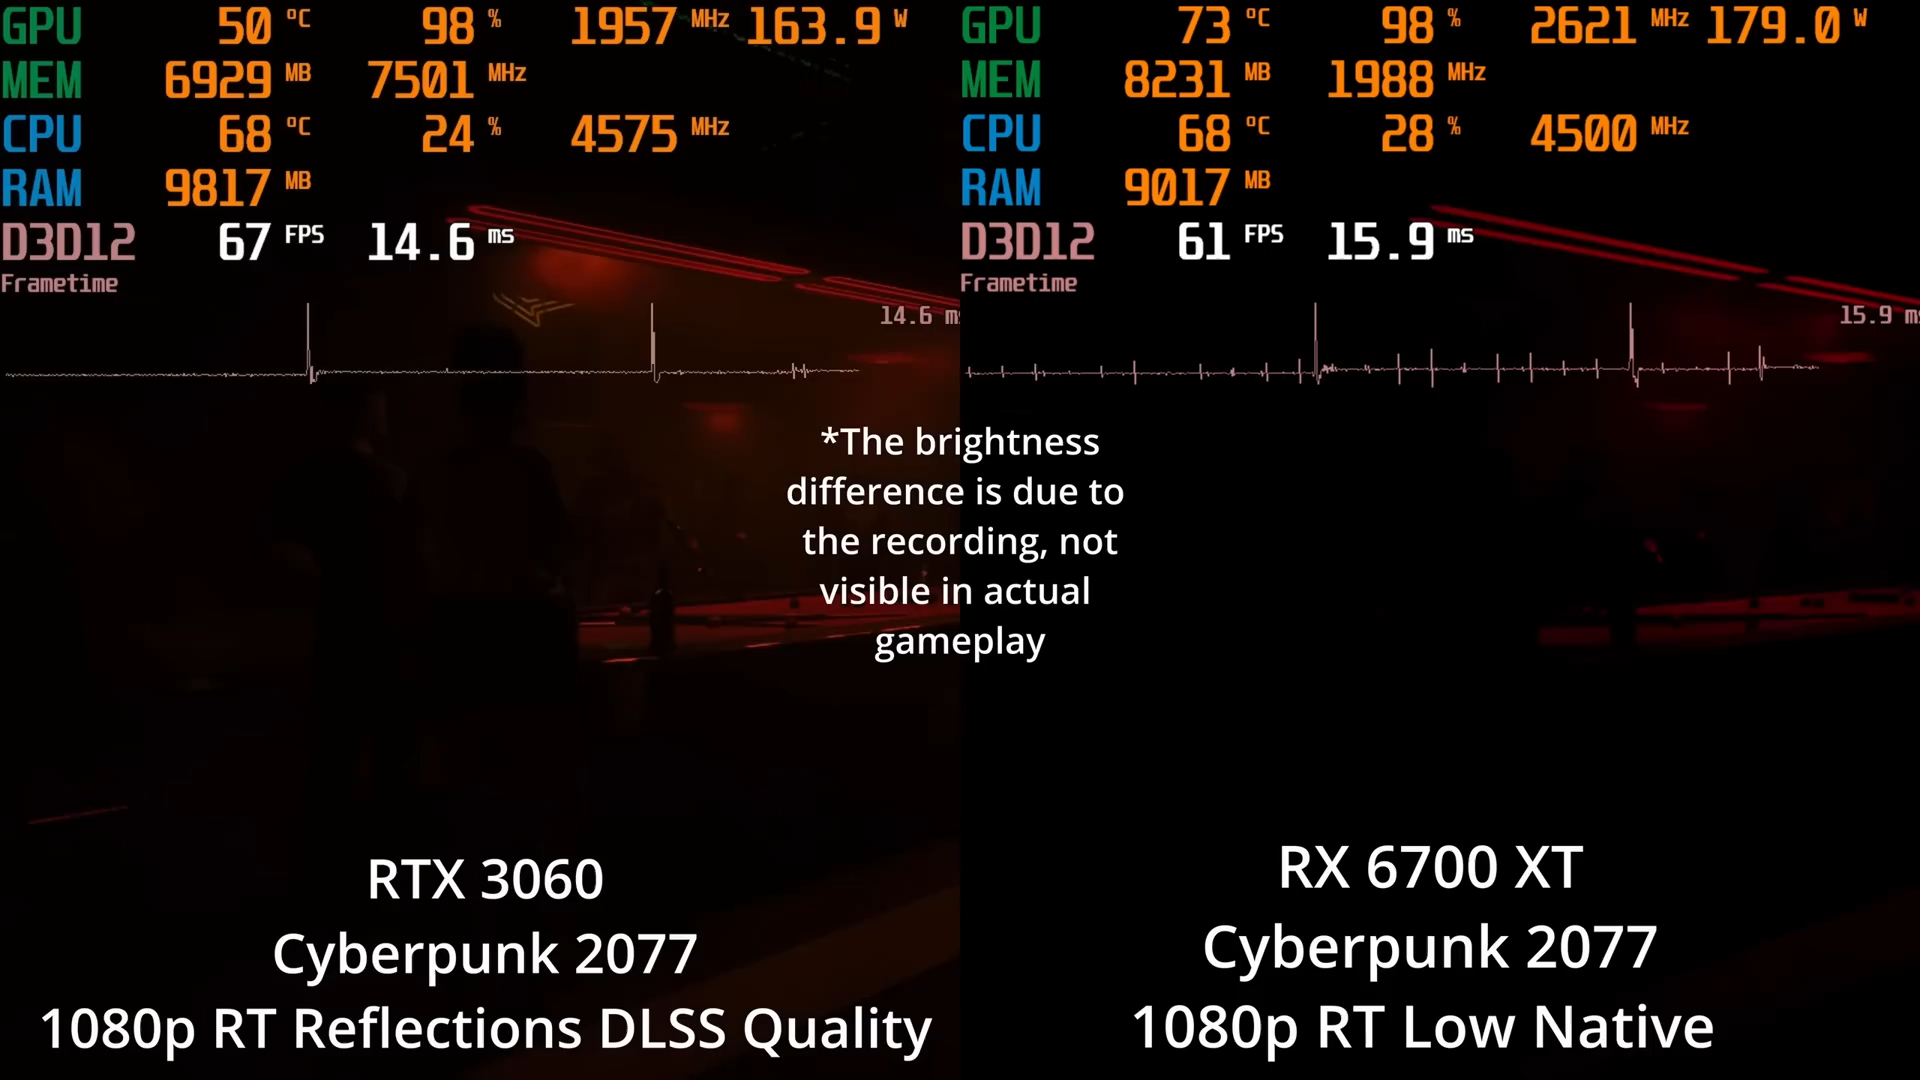 GPU 50 °C 98 % 1957 MHz 163.9 W
MEM 6929 MB 7501 MHz
CPU 68 °C 24 % 4575 MHz
RAM 9817 MB
D3D12 67 FPS 14.6 ms
Frametime
14.6 m
GPU 73 °C 98 % 2621 MHz 179.0 W
MEM 8231 MB 1988 MHz
CPU 68 °C 28 % 4500 MHz
RAM 9017 MB
D3D12 61 FPS 15.9 ms
Frametime
15.9 ms
*The brightness
difference is due to
the recording, not
visible in actual
gameplay
RTX 3060
Cyberpunk 2077
1080p RT Reflections DLSS Quality
RX 6700 XT
Cyberpunk 2077
1080p RT Low Native